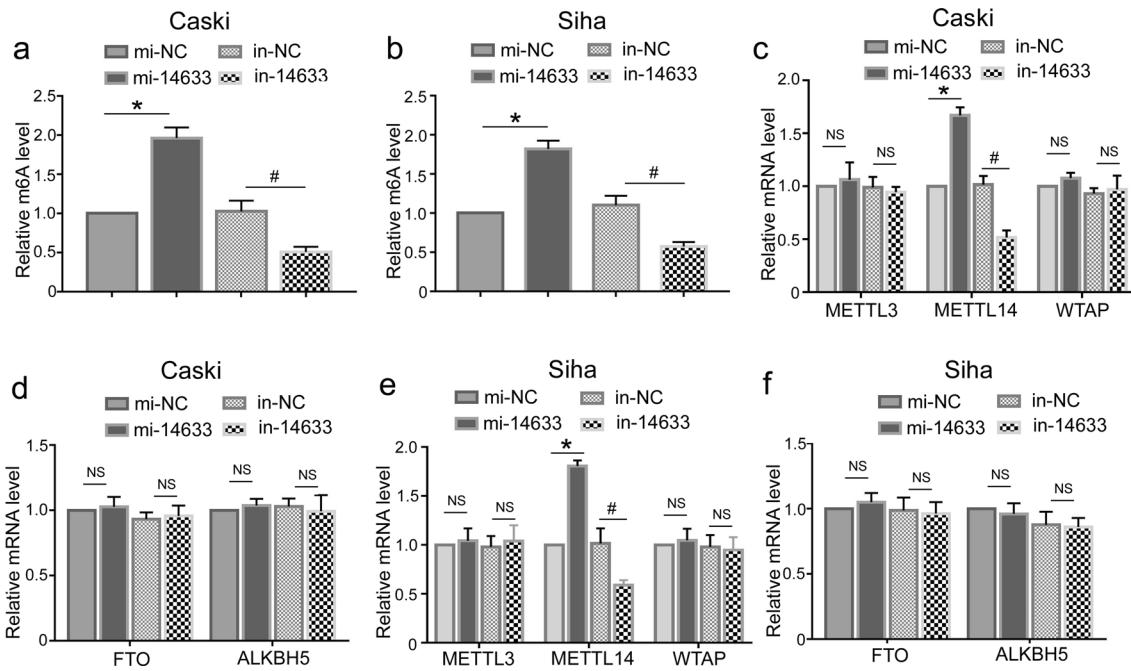 a
Caski
mi-NC in-NC
mi-14633 in-14633
Relative m6A level
2.5
2.0
1.5
1.0
0.5
0
*
#
b
Siha
mi-NC in-NC
mi-14633 in-14633
Relative m6A level
2.5
2.0
1.5
1.0
0.5
0
*
#
c
Caski
mi-NC in-NC
mi-14633 in-14633
Relative mRNA level
2.0
1.5
1.0
0.5
0
NS NS * # NS NS
METTL3 METTL14 WTAP
d
Caski
mi-NC in-NC
mi-14633 in-14633
Relative mRNA level
1.5
1.0
0.5
0
NS NS NS NS
FTO ALKBH5
e
Siha
mi-NC in-NC
mi-14633 in-14633
Relative mRNA level
2.0
1.5
1.0
0.5
0
NS NS * # NS NS
METTL3 METTL14 WTAP
f
Siha
mi-NC in-NC
mi-14633 in-14633
Relative mRNA level
1.5
1.0
0.5
0
NS NS NS NS
FTO ALKBH5